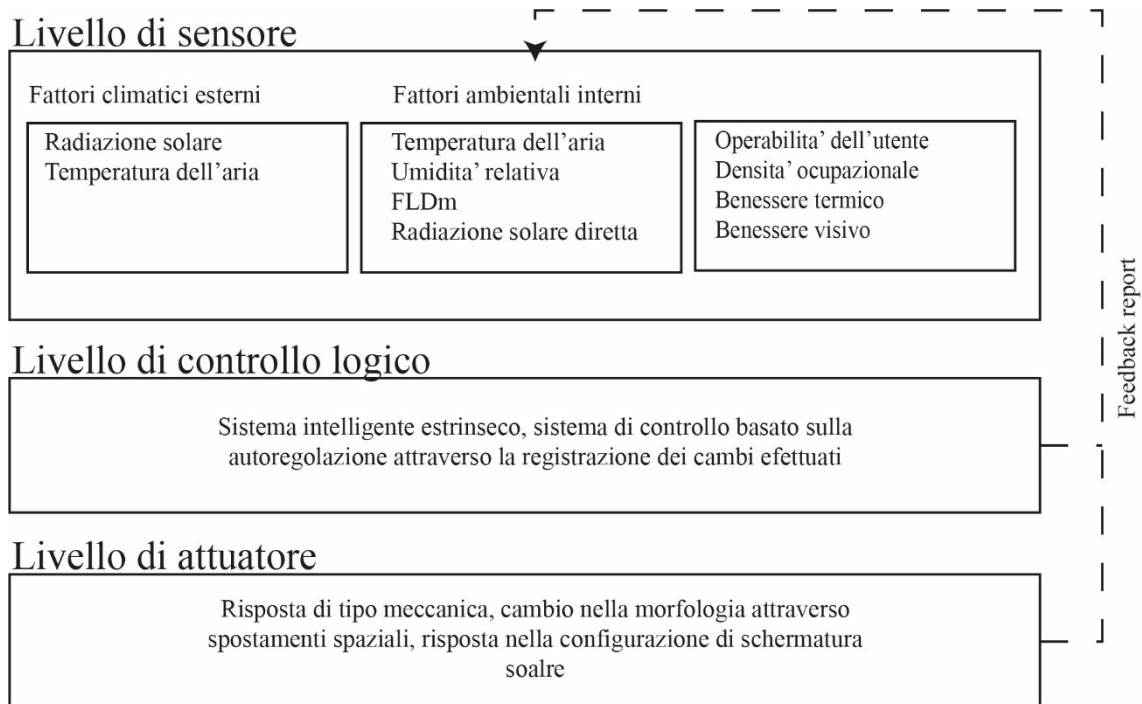 Livello di sensore
Fattori climatici esterni
Radiazione solare
Temperatura dell'aria
Fattori ambientali interni
Temperatura dell'aria
Umidita' relativa
FLDm
Radiazione solare diretta
Operabilita' dell'utente
Densita' ocupazionale
Benessere termico
Benessere visivo
Feedback report
Livello di controllo logico
Sistema intelligente estrinseco, sistema di controllo basato sulla
autoregolazione attraverso la registrazione dei cambi efettuati
Livello di attuatore
Risposta di tipo meccanica, cambio nella morfologia attraverso
spostamenti spaziali, risposta nella configurazione di schermatura
soalre